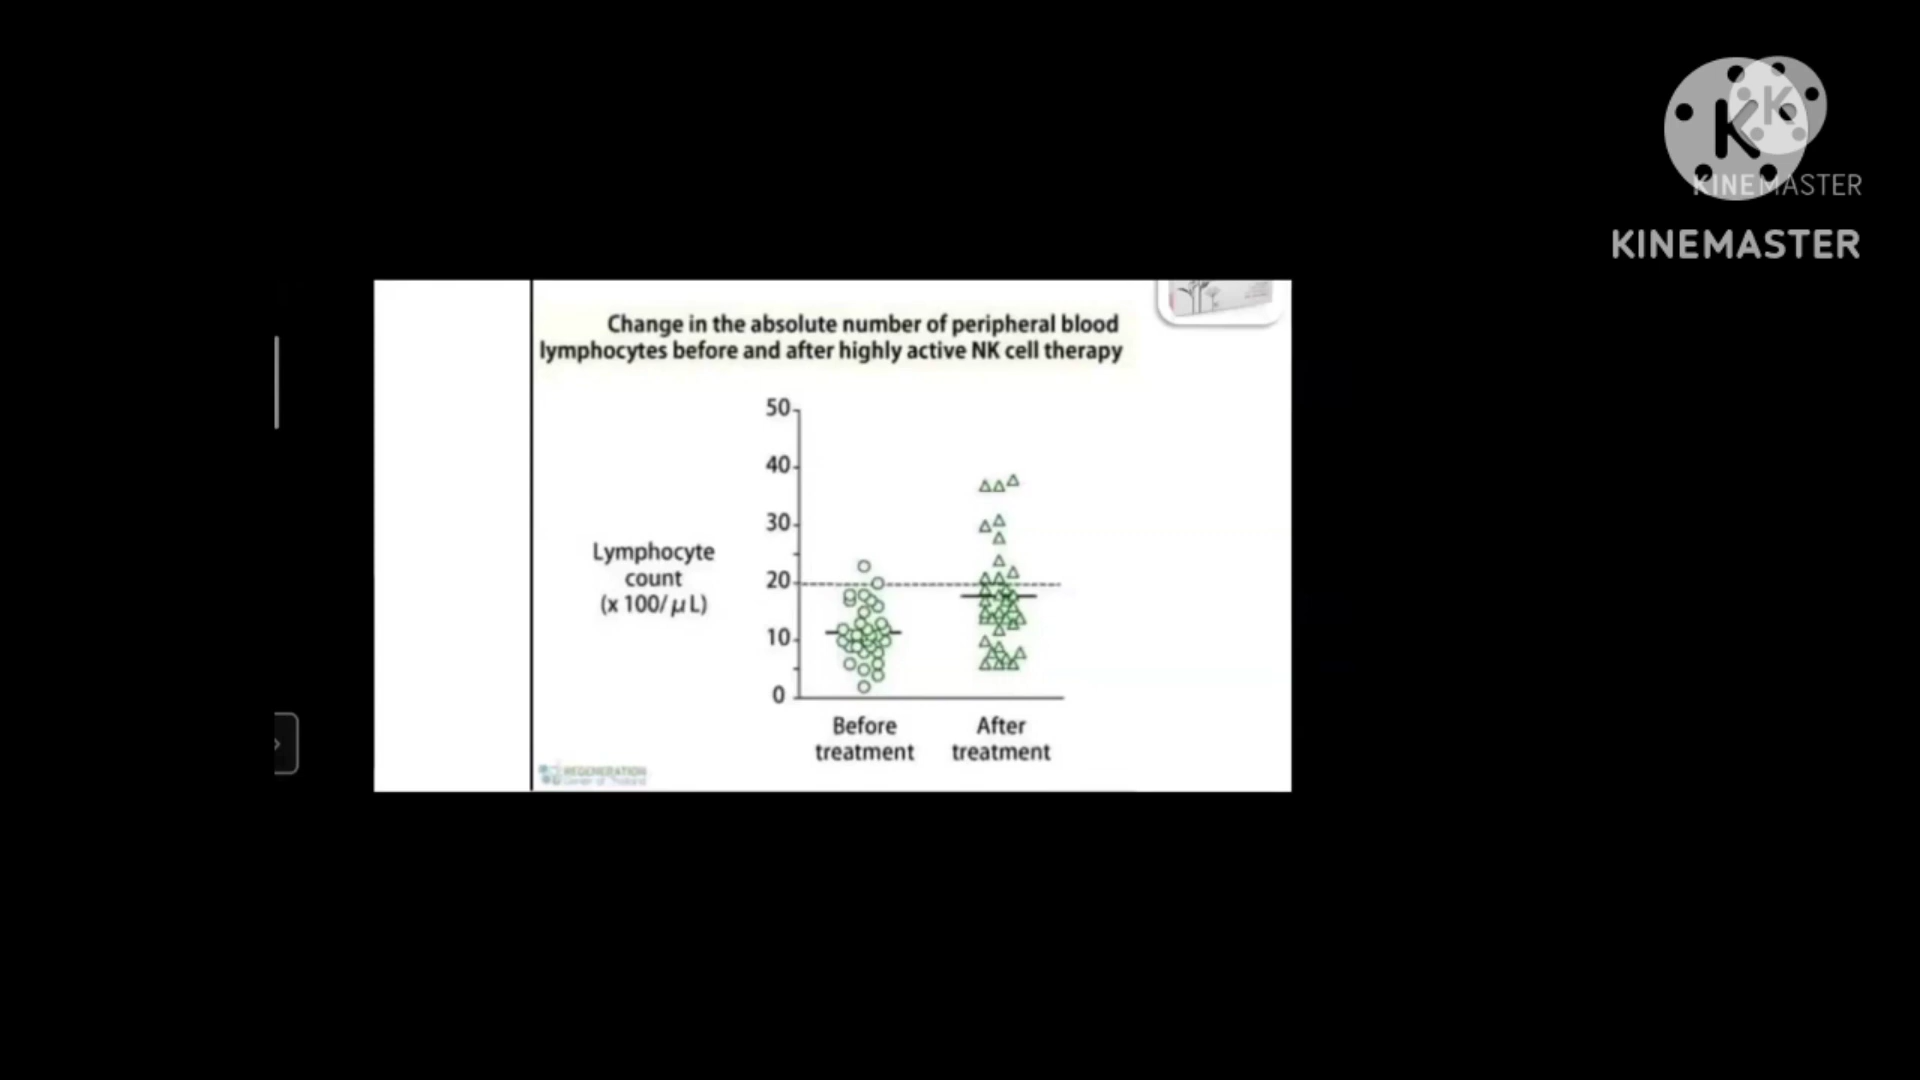 K K
KINEMASTER
KINEMASTER
Change in the absolute number of peripheral blood
lymphocytes before and after highly active NK cell therapy
50
40
30
20
10
0
Lymphocyte
count
(x 100/μL)
Before
treatment
After
treatment
REGENERATION